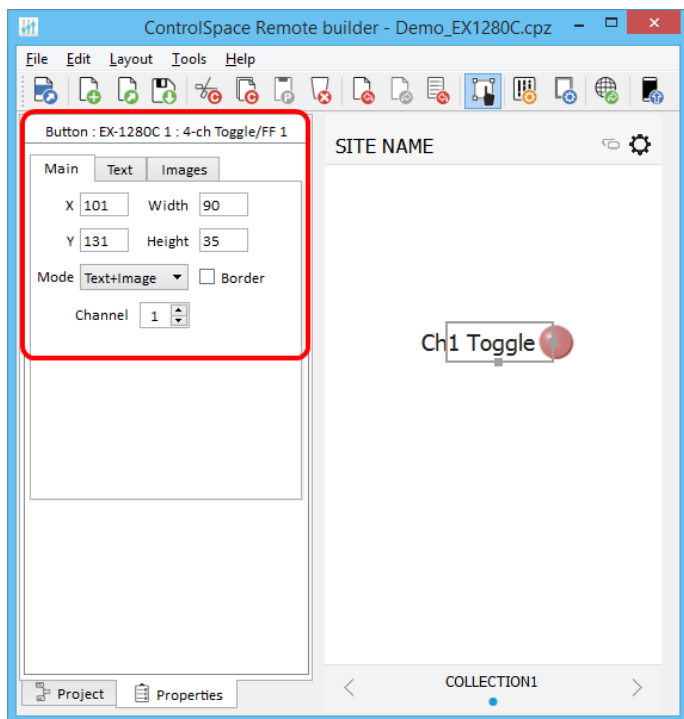 ControlSpace Remote builder - Demo_EX1280C.cpz
File Edit Layout Tools Help
Button : EX-1280C 1 : 4-ch Toggle/FF 1
Main Text Images
X 101 Width 90
Y 131 Height 35
Mode Text+Image Border
Channel 1
Project Properties
SITE NAME
Ch1 Toggle
COLLECTION1